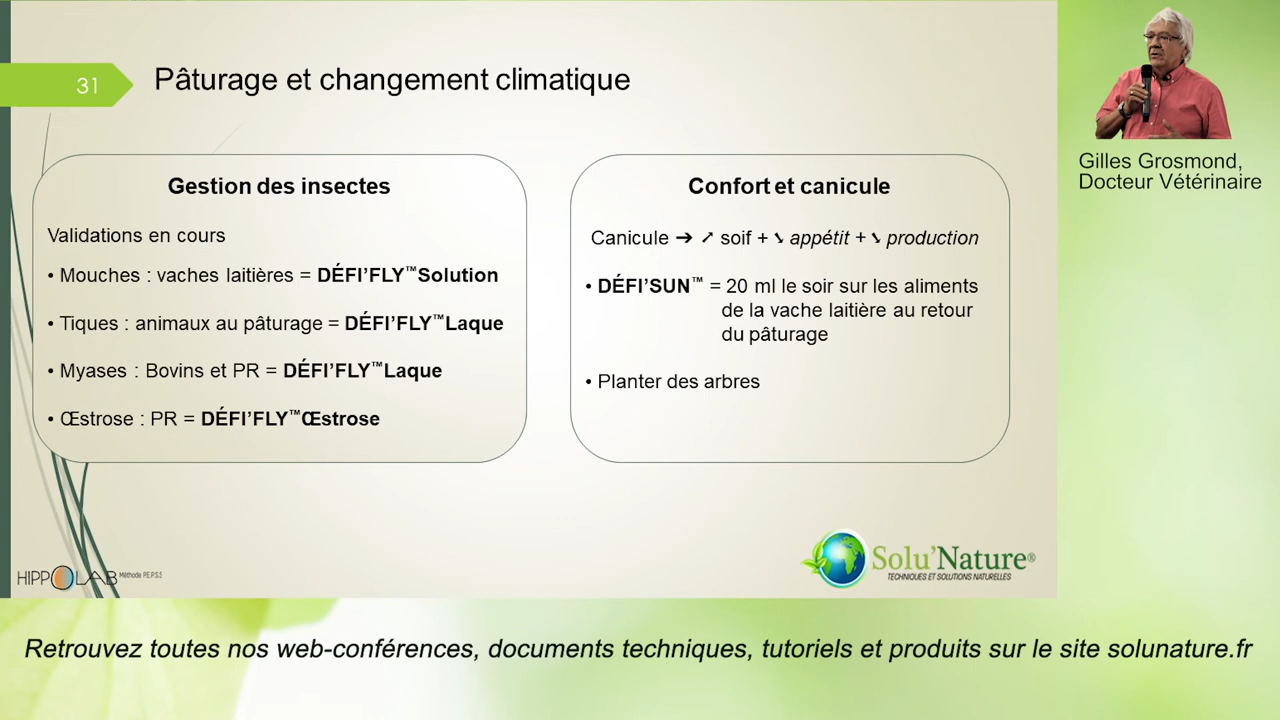 31
Pâturage et changement climatique
Gestion des insectes
Validations en cours
• Mouches : vaches laitières = DÉFI’FLY™Solution
• Tiques : animaux au pâturage = DÉFI’FLY™Laque
• Myases : Bovins et PR = DÉFI’FLY™Laque
• Œstrose : PR = DÉFI’FLY™Œstrose
Confort et canicule
Canicule ➔ ➚ soif + ➘ appétit + ➘ production
• DÉFI’SUN™ = 20 ml le soir sur les aliments
de la vache laitière au retour
du pâturage
• Planter des arbres
HIPPOLAB Méthode P.E.P.S.S
Solu’Nature®
TECHNIQUES ET SOLUTIONS NATURELLES
Gilles Grosmond,
Docteur Vétérinaire
Retrouvez toutes nos web-conférences, documents techniques, tutoriels et produits sur le site solunature.fr